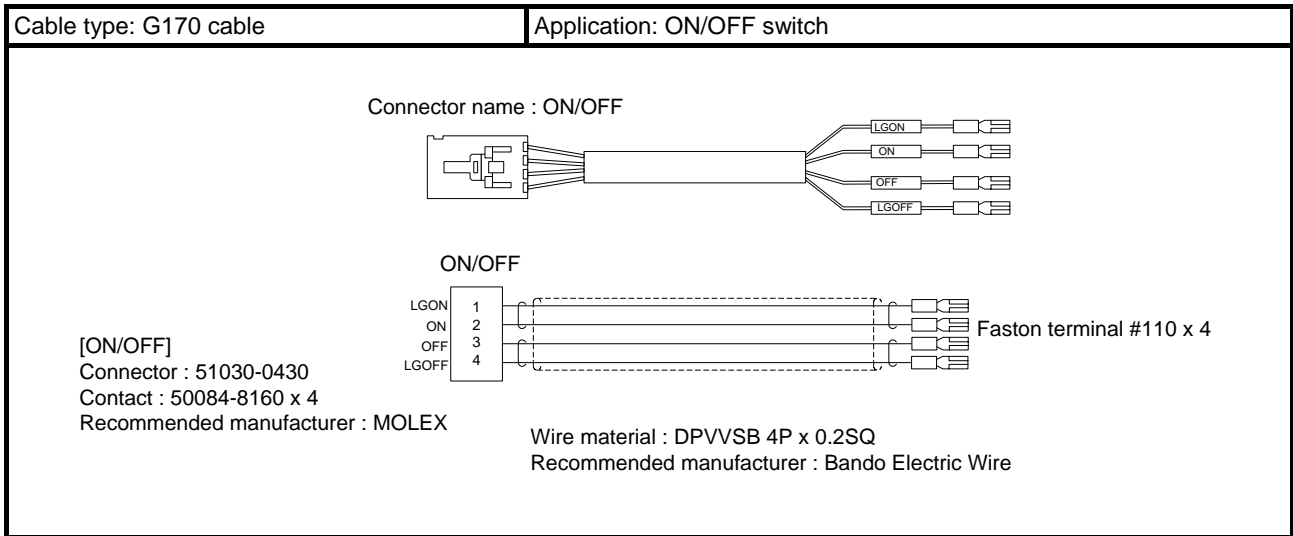 Cable type: G170 cable
Application: ON/OFF switch
Connector name : ON/OFF
LGON
ON
OFF
LGOFF
ON/OFF
LGON 1
ON 2
OFF 3
LGOFF 4
Faston terminal #110 x 4
[ON/OFF]
Connector : 51030-0430
Contact : 50084-8160 x 4
Recommended manufacturer : MOLEX
Wire material : DPVVSB 4P x 0.2SQ
Recommended manufacturer : Bando Electric Wire